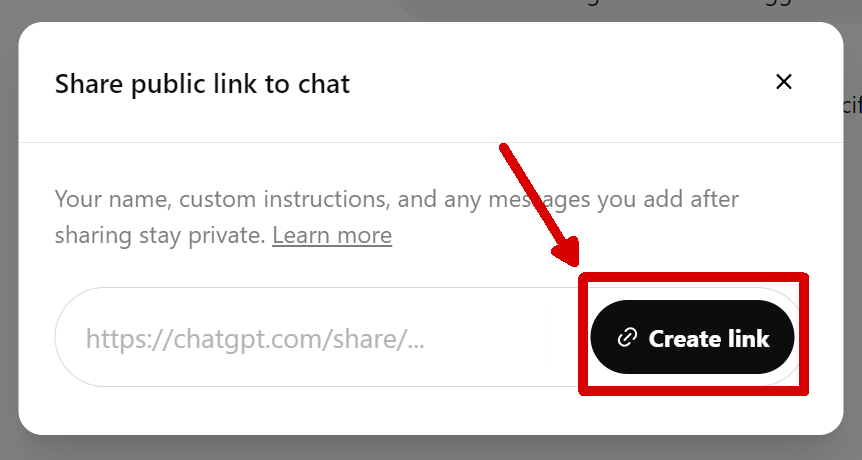 Share public link to chat
Your name, custom instructions, and any messages you add after
sharing stay private. Learn more
https://chatgpt.com/share/...
Create link